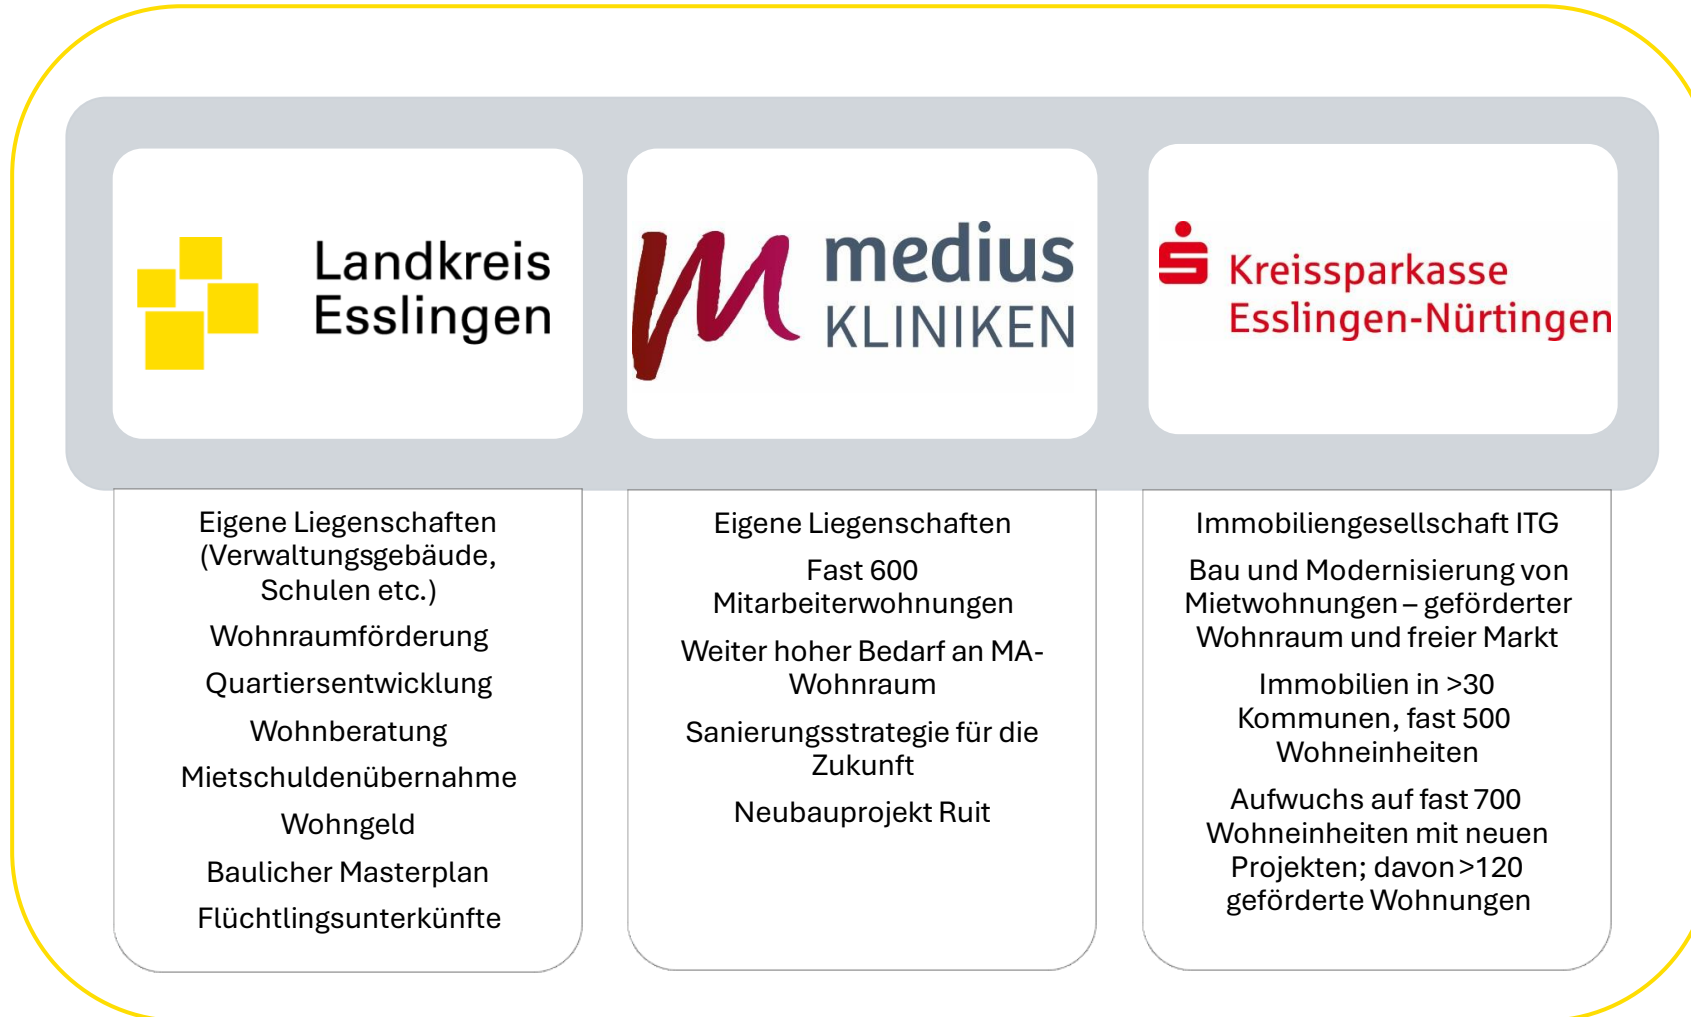 Landkreis
Esslingen
medius
KLINIKEN
Kreissparkasse
Esslingen-Nürtingen
Eigene Liegenschaften
(Verwaltungsgebäude,
Schulen etc.)
Wohnraumförderung
Quartiersentwicklung
Wohnberatung
Mietschuldenübernahme
Wohngeld
Baulicher Masterplan
Flüchtlingsunterkünfte
Eigene Liegenschaften
Fast 600
Mitarbeiterwohnungen
Weiter hoher Bedarf an MA-
Wohnraum
Sanierungsstrategie für die
Zukunft
Neubauprojekt Ruit
Immobiliengesellschaft ITG
Bau und Modernisierung von
Mietwohnungen – geförderter
Wohnraum und freier Markt
Immobilien in >30
Kommunen, fast 500
Wohneinheiten
Aufwuchs auf fast 700
Wohneinheiten mit neuen
Projekten; davon >120
geförderte Wohnungen